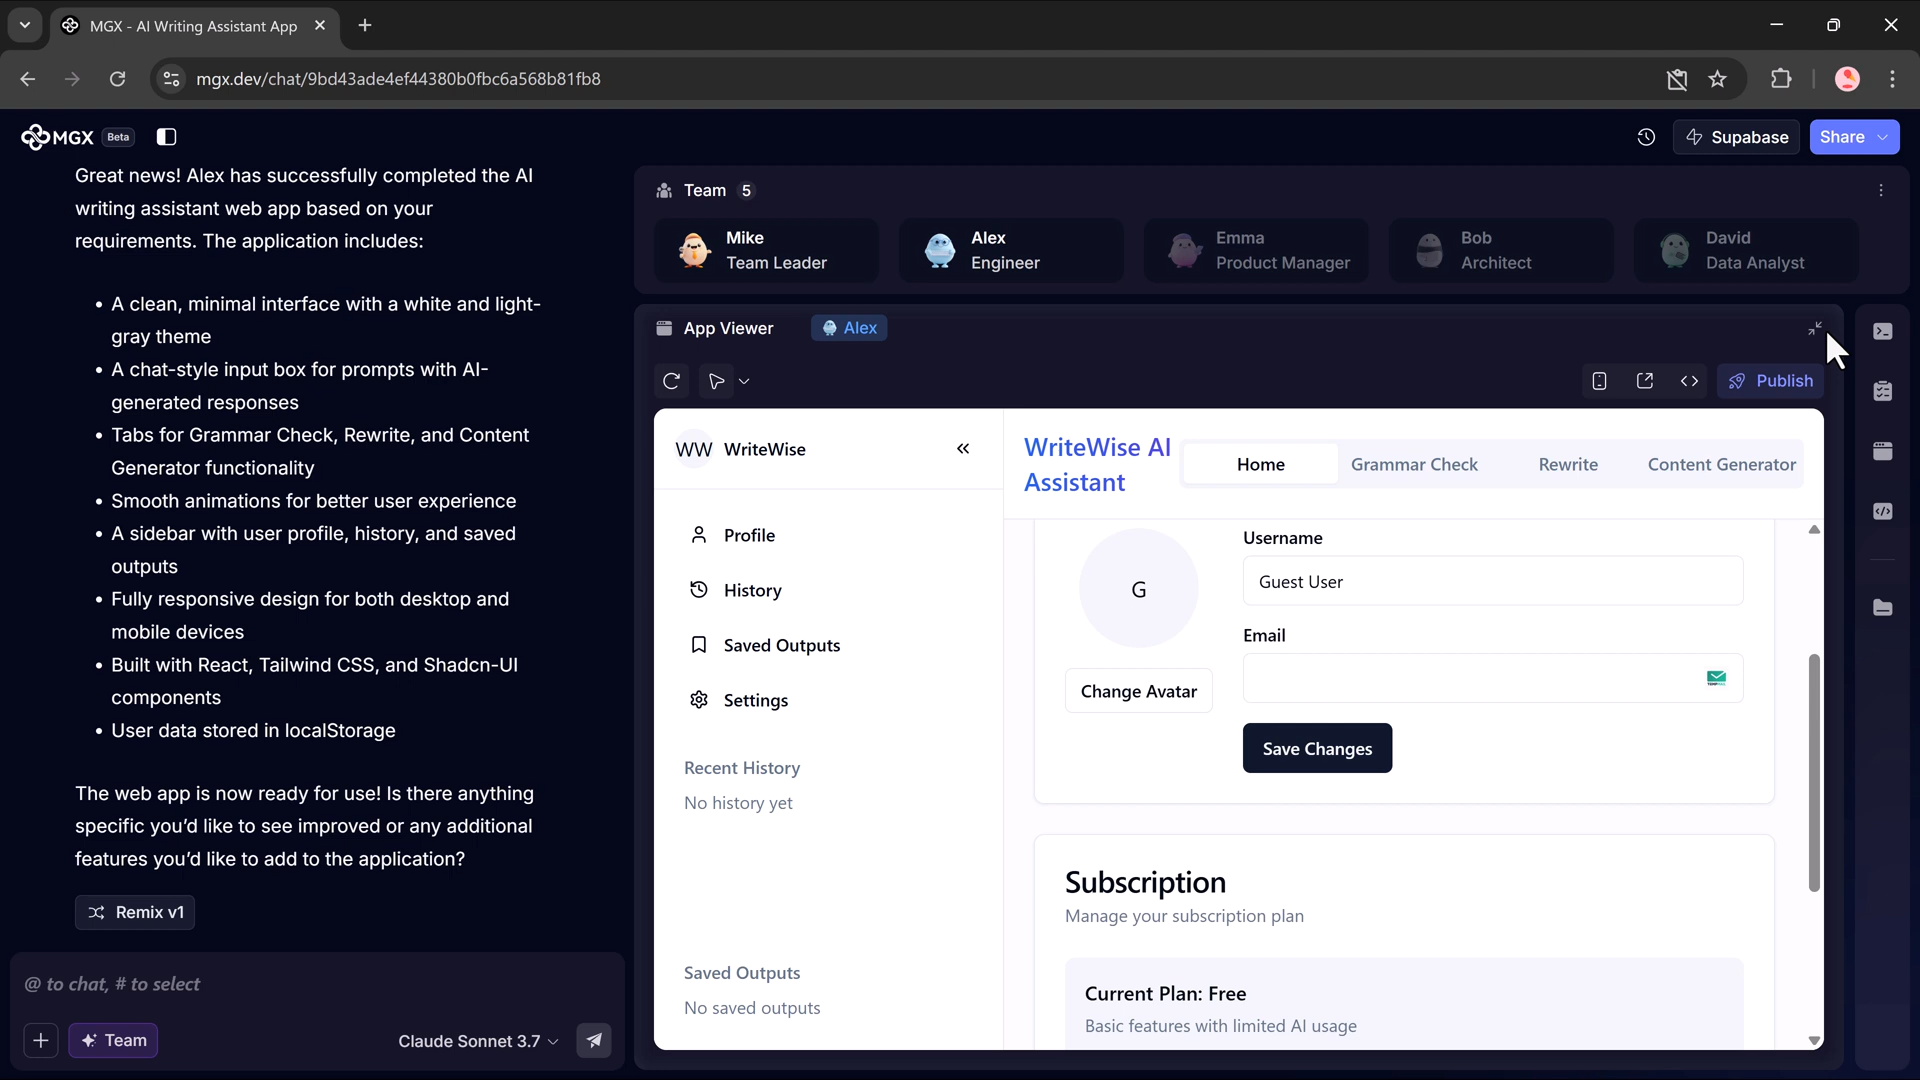 MGX - AI Writing Assistant App
mgx.dev/chat/9bd43ade4ef44380b0fbc6a568b81fb8
MGX Beta
Supabase
Share
Great news! Alex has successfully completed the AI
writing assistant web app based on your
requirements. The application includes:
• A clean, minimal interface with a white and light-
gray theme
• A chat-style input box for prompts with AI-
generated responses
• Tabs for Grammar Check, Rewrite, and Content
Generator functionality
• Smooth animations for better user experience
• A sidebar with user profile, history, and saved
outputs
• Fully responsive design for both desktop and
mobile devices
• Built with React, Tailwind CSS, and Shadcn-UI
components
• User data stored in localStorage
The web app is now ready for use! Is there anything
specific you'd like to see improved or any additional
features you'd like to add to the application?
Remix v1
@ to chat, # to select
Team
Claude Sonnet 3.7
Team 5
Mike
Team Leader
Alex
Engineer
Emma
Product Manager
Bob
Architect
David
Data Analyst
App Viewer
Alex
Publish
WW WriteWise
Profile
History
Saved Outputs
Settings
Recent History
No history yet
Saved Outputs
No saved outputs
WriteWise AI
Assistant
Home
Grammar Check
Rewrite
Content Generator
G
Change Avatar
Username
Guest User
Email
Save Changes
Subscription
Manage your subscription plan
Current Plan: Free
Basic features with limited AI usage